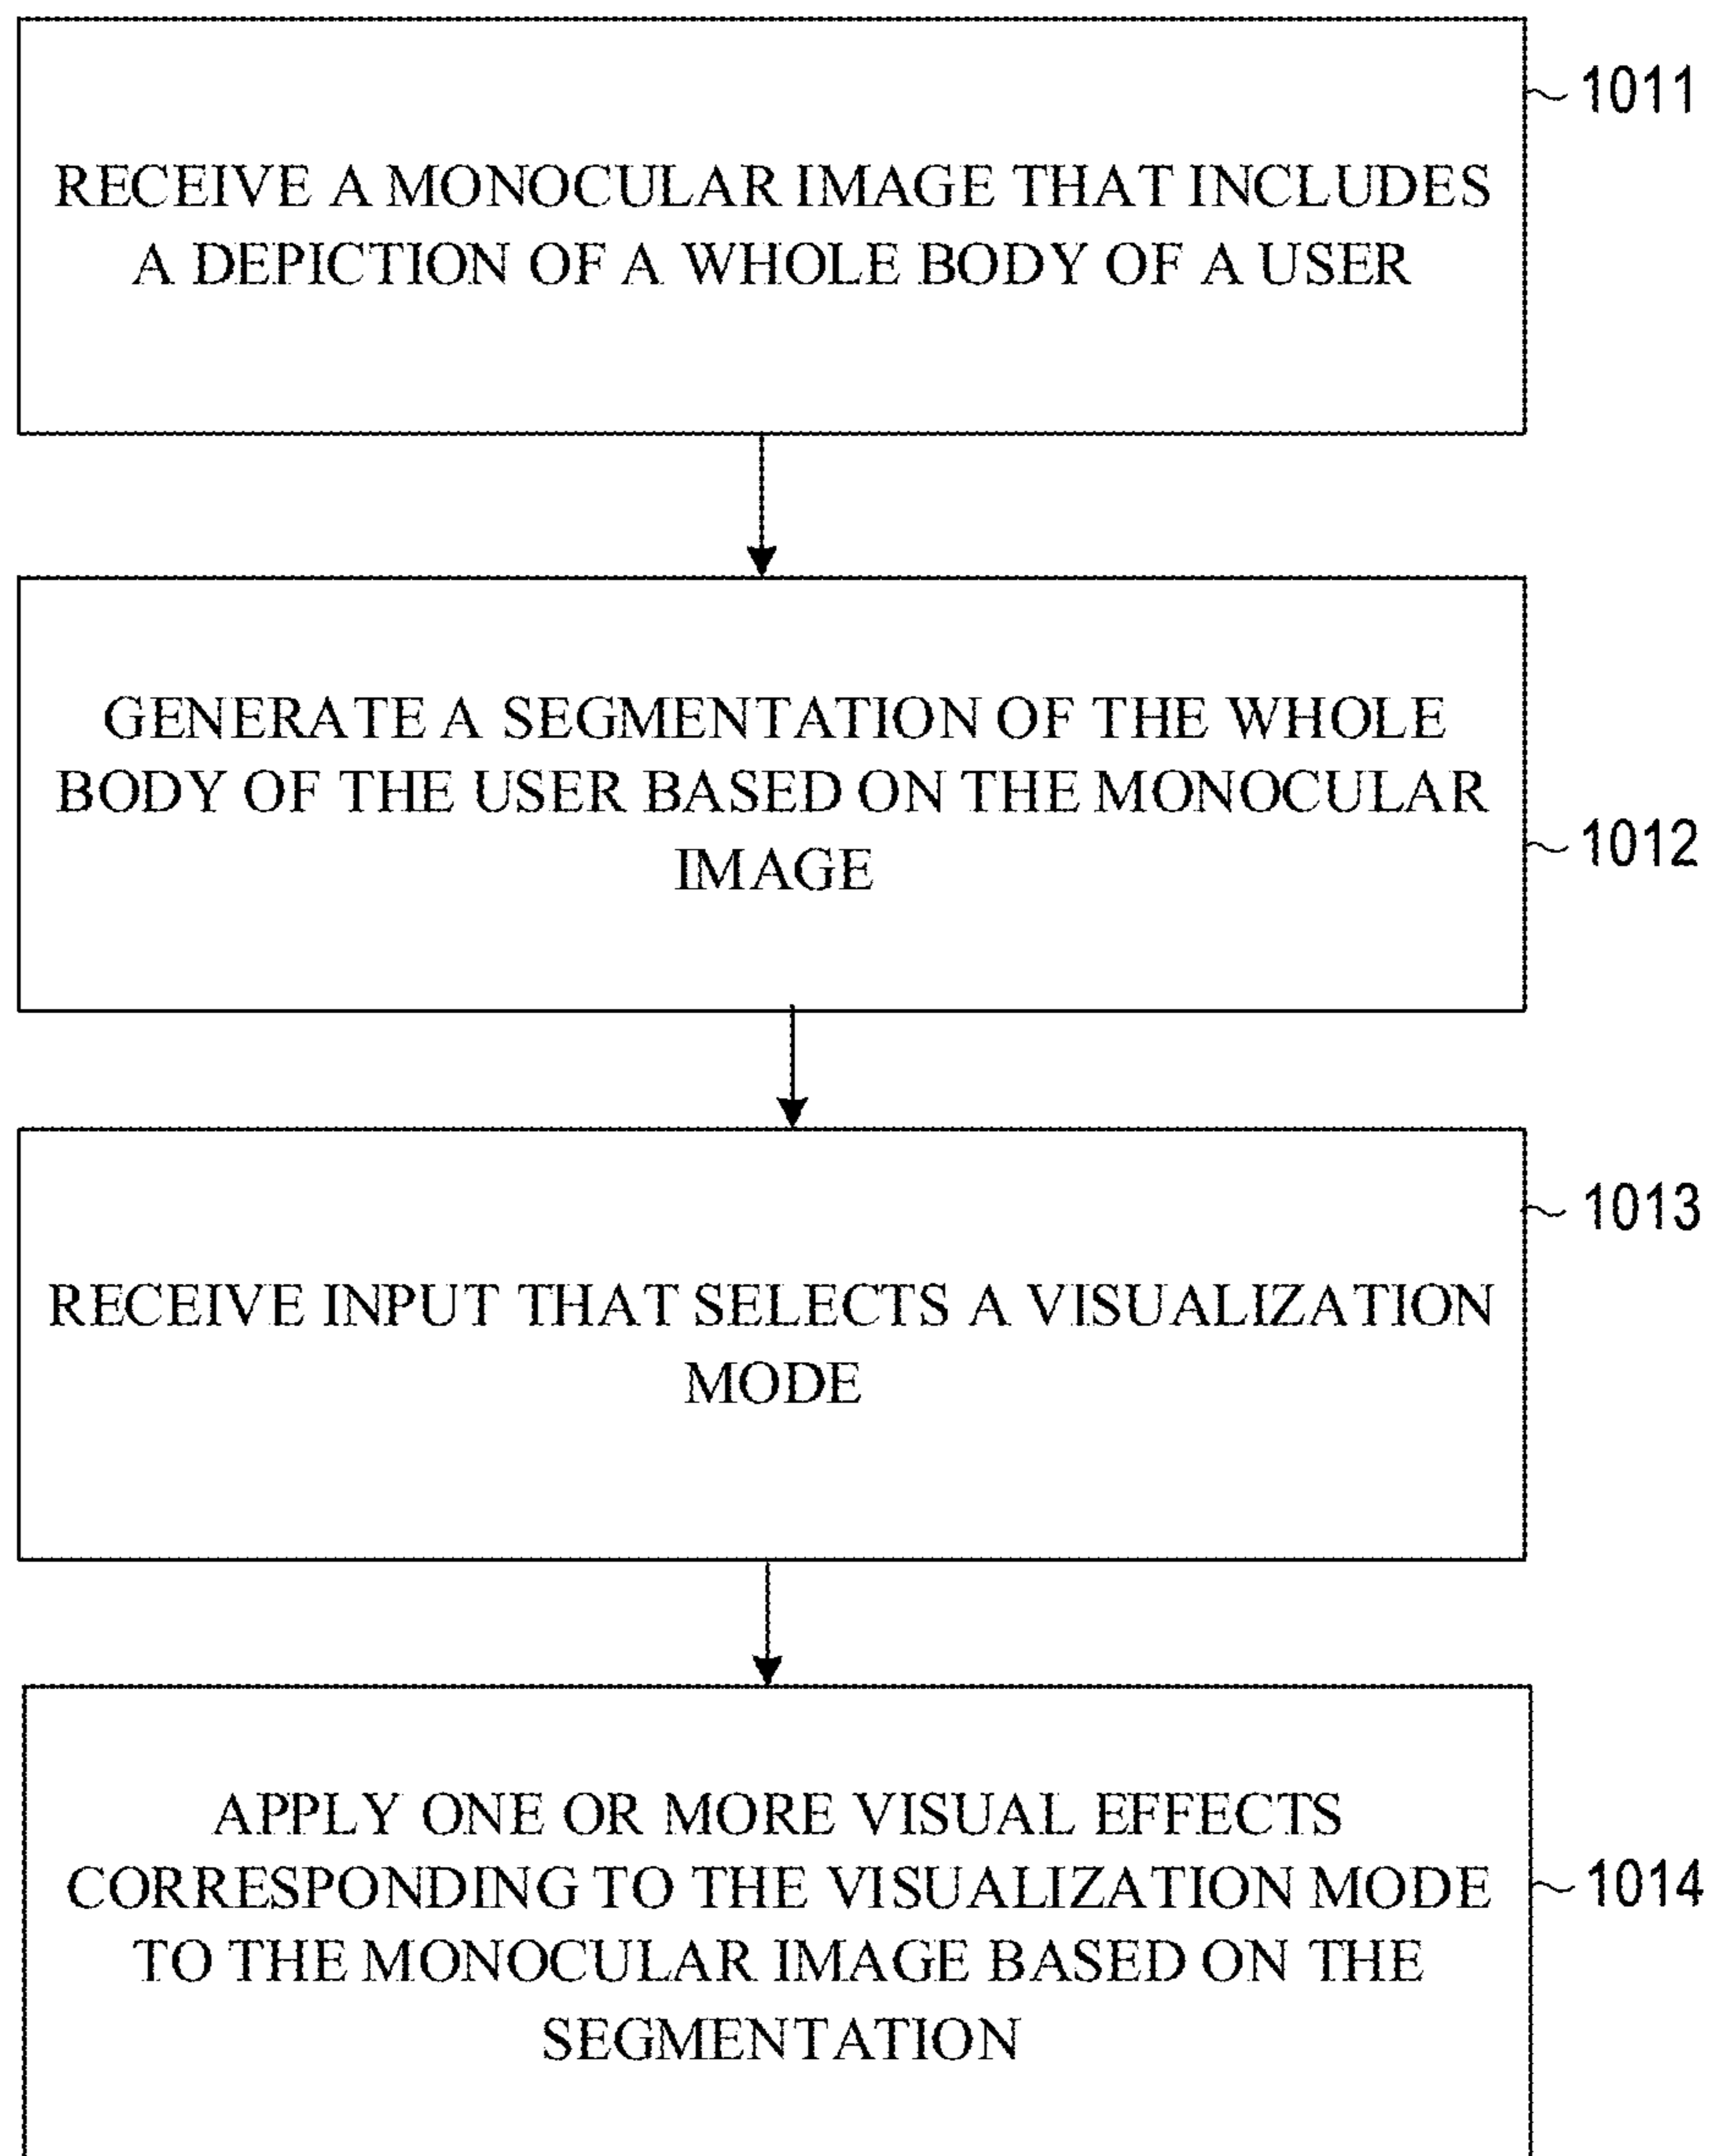 1011
RECEIVE A MONOCULAR IMAGE THAT INCLUDES
A DEPICTION OF A WHOLE BODY OF A USER
GENERATE A SEGMENTATION OF THE WHOLE
BODY OF THE USER BASED ON THE MONOCULAR
IMAGE
1012
1013
RECEIVE INPUT THAT SELECTS A VISUALIZATION
MODE
APPLY ONE OR MORE VISUAL EFFECTS
CORRESPONDING TO THE VISUALIZATION MODE
TO THE MONOCULAR IMAGE BASED ON THE
SEGMENTATION
1014